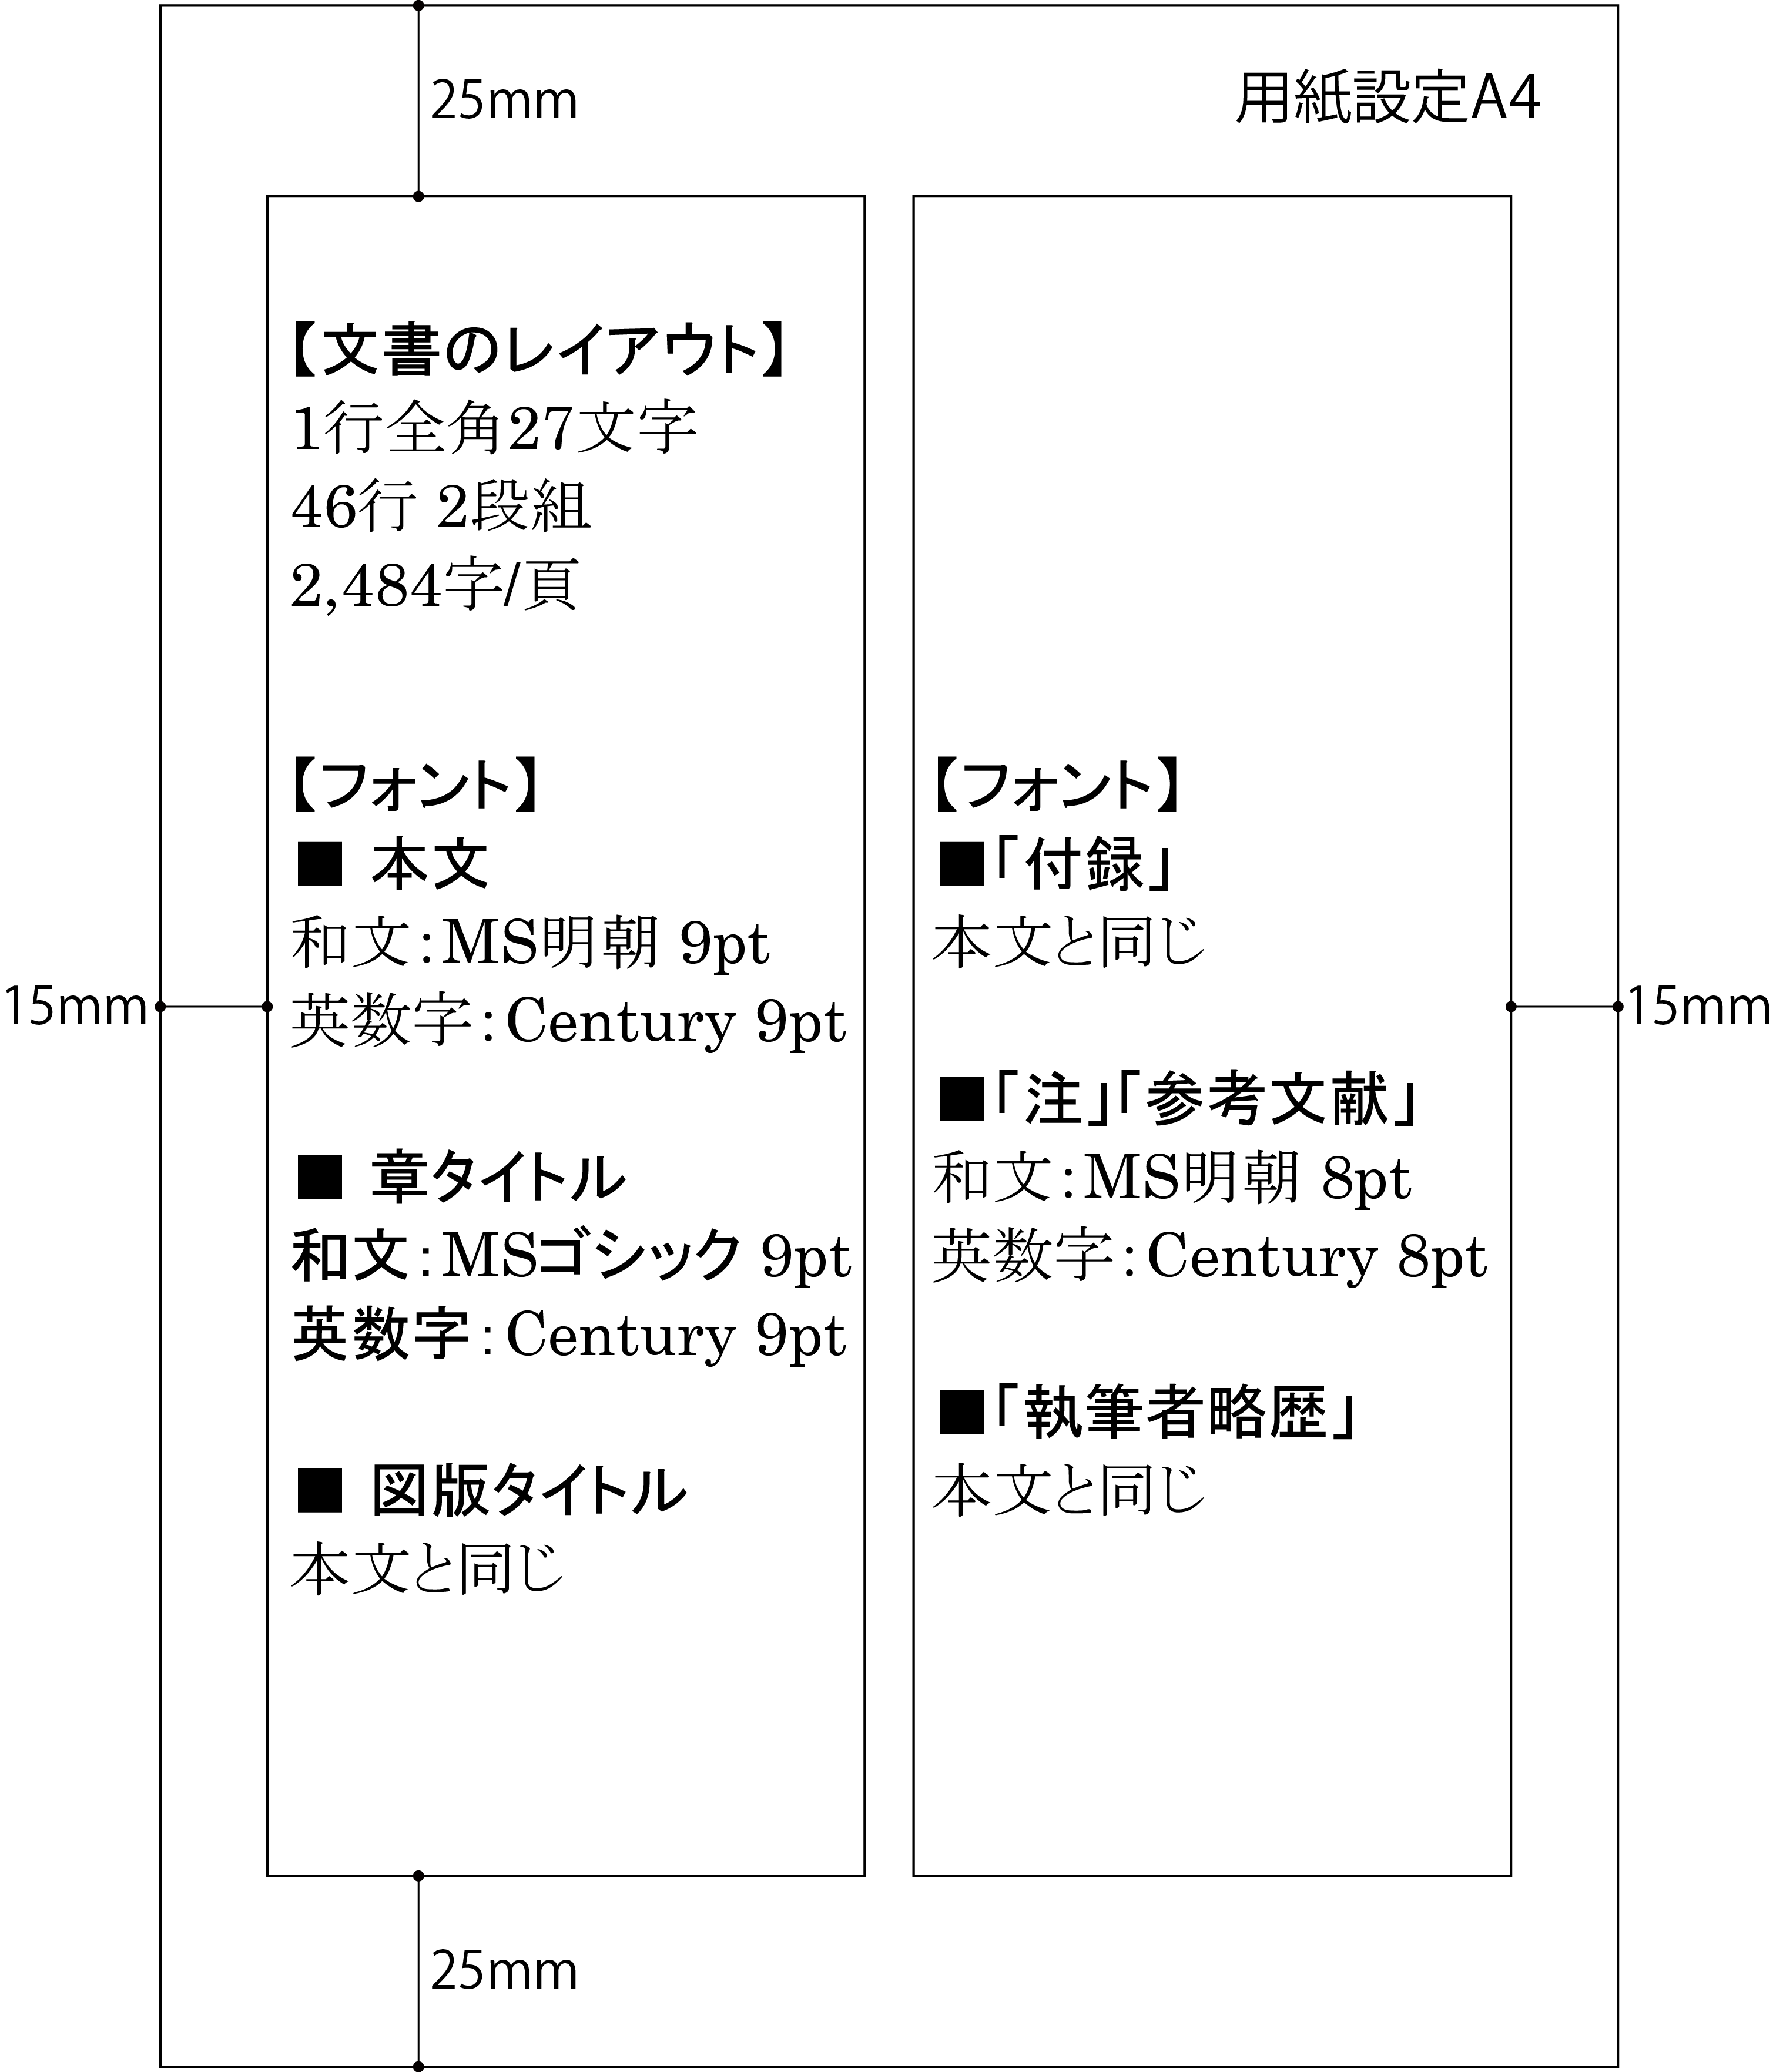 25mm
用紙設定A4
【文書のレイアウト】
1行全角27文字
46行 2段組
2,484字/頁
【フォント】
■ 本文
和文：MS明朝 9pt
英数字：Century 9pt
■ 章タイトル
和文：MSゴシック 9pt
英数字：Century 9pt
■ 図版タイトル
本文と同じ
【フォント】
■「付録」
本文と同じ
■「注」「参考文献」
和文：MS明朝 8pt
英数字：Century 8pt
■「執筆者略歴」
本文と同じ
15mm
15mm
25mm